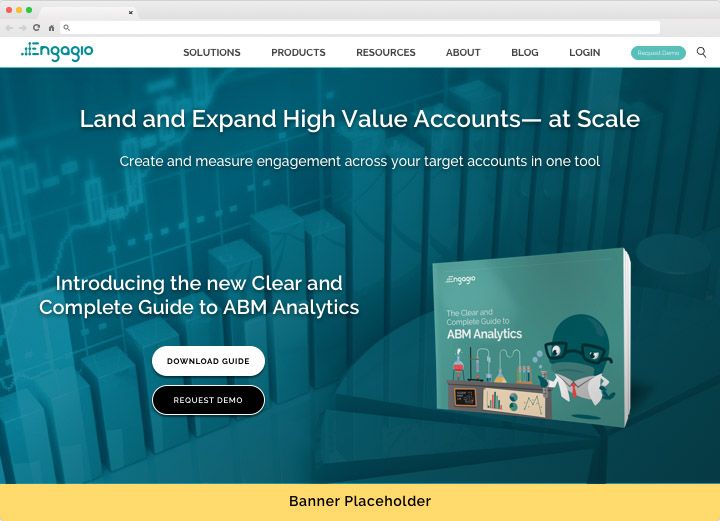 Engagio
SOLUTIONS PRODUCTS RESOURCES ABOUT BLOG LOGIN Request Demo
Land and Expand High Value Accounts— at Scale
Create and measure engagement across your target accounts in one tool
Introducing the new Clear and
Complete Guide to ABM Analytics
DOWNLOAD GUIDE
REQUEST DEMO
Engagio
The Clear and
Complete Guide to
ABM Analytics
Banner Placeholder